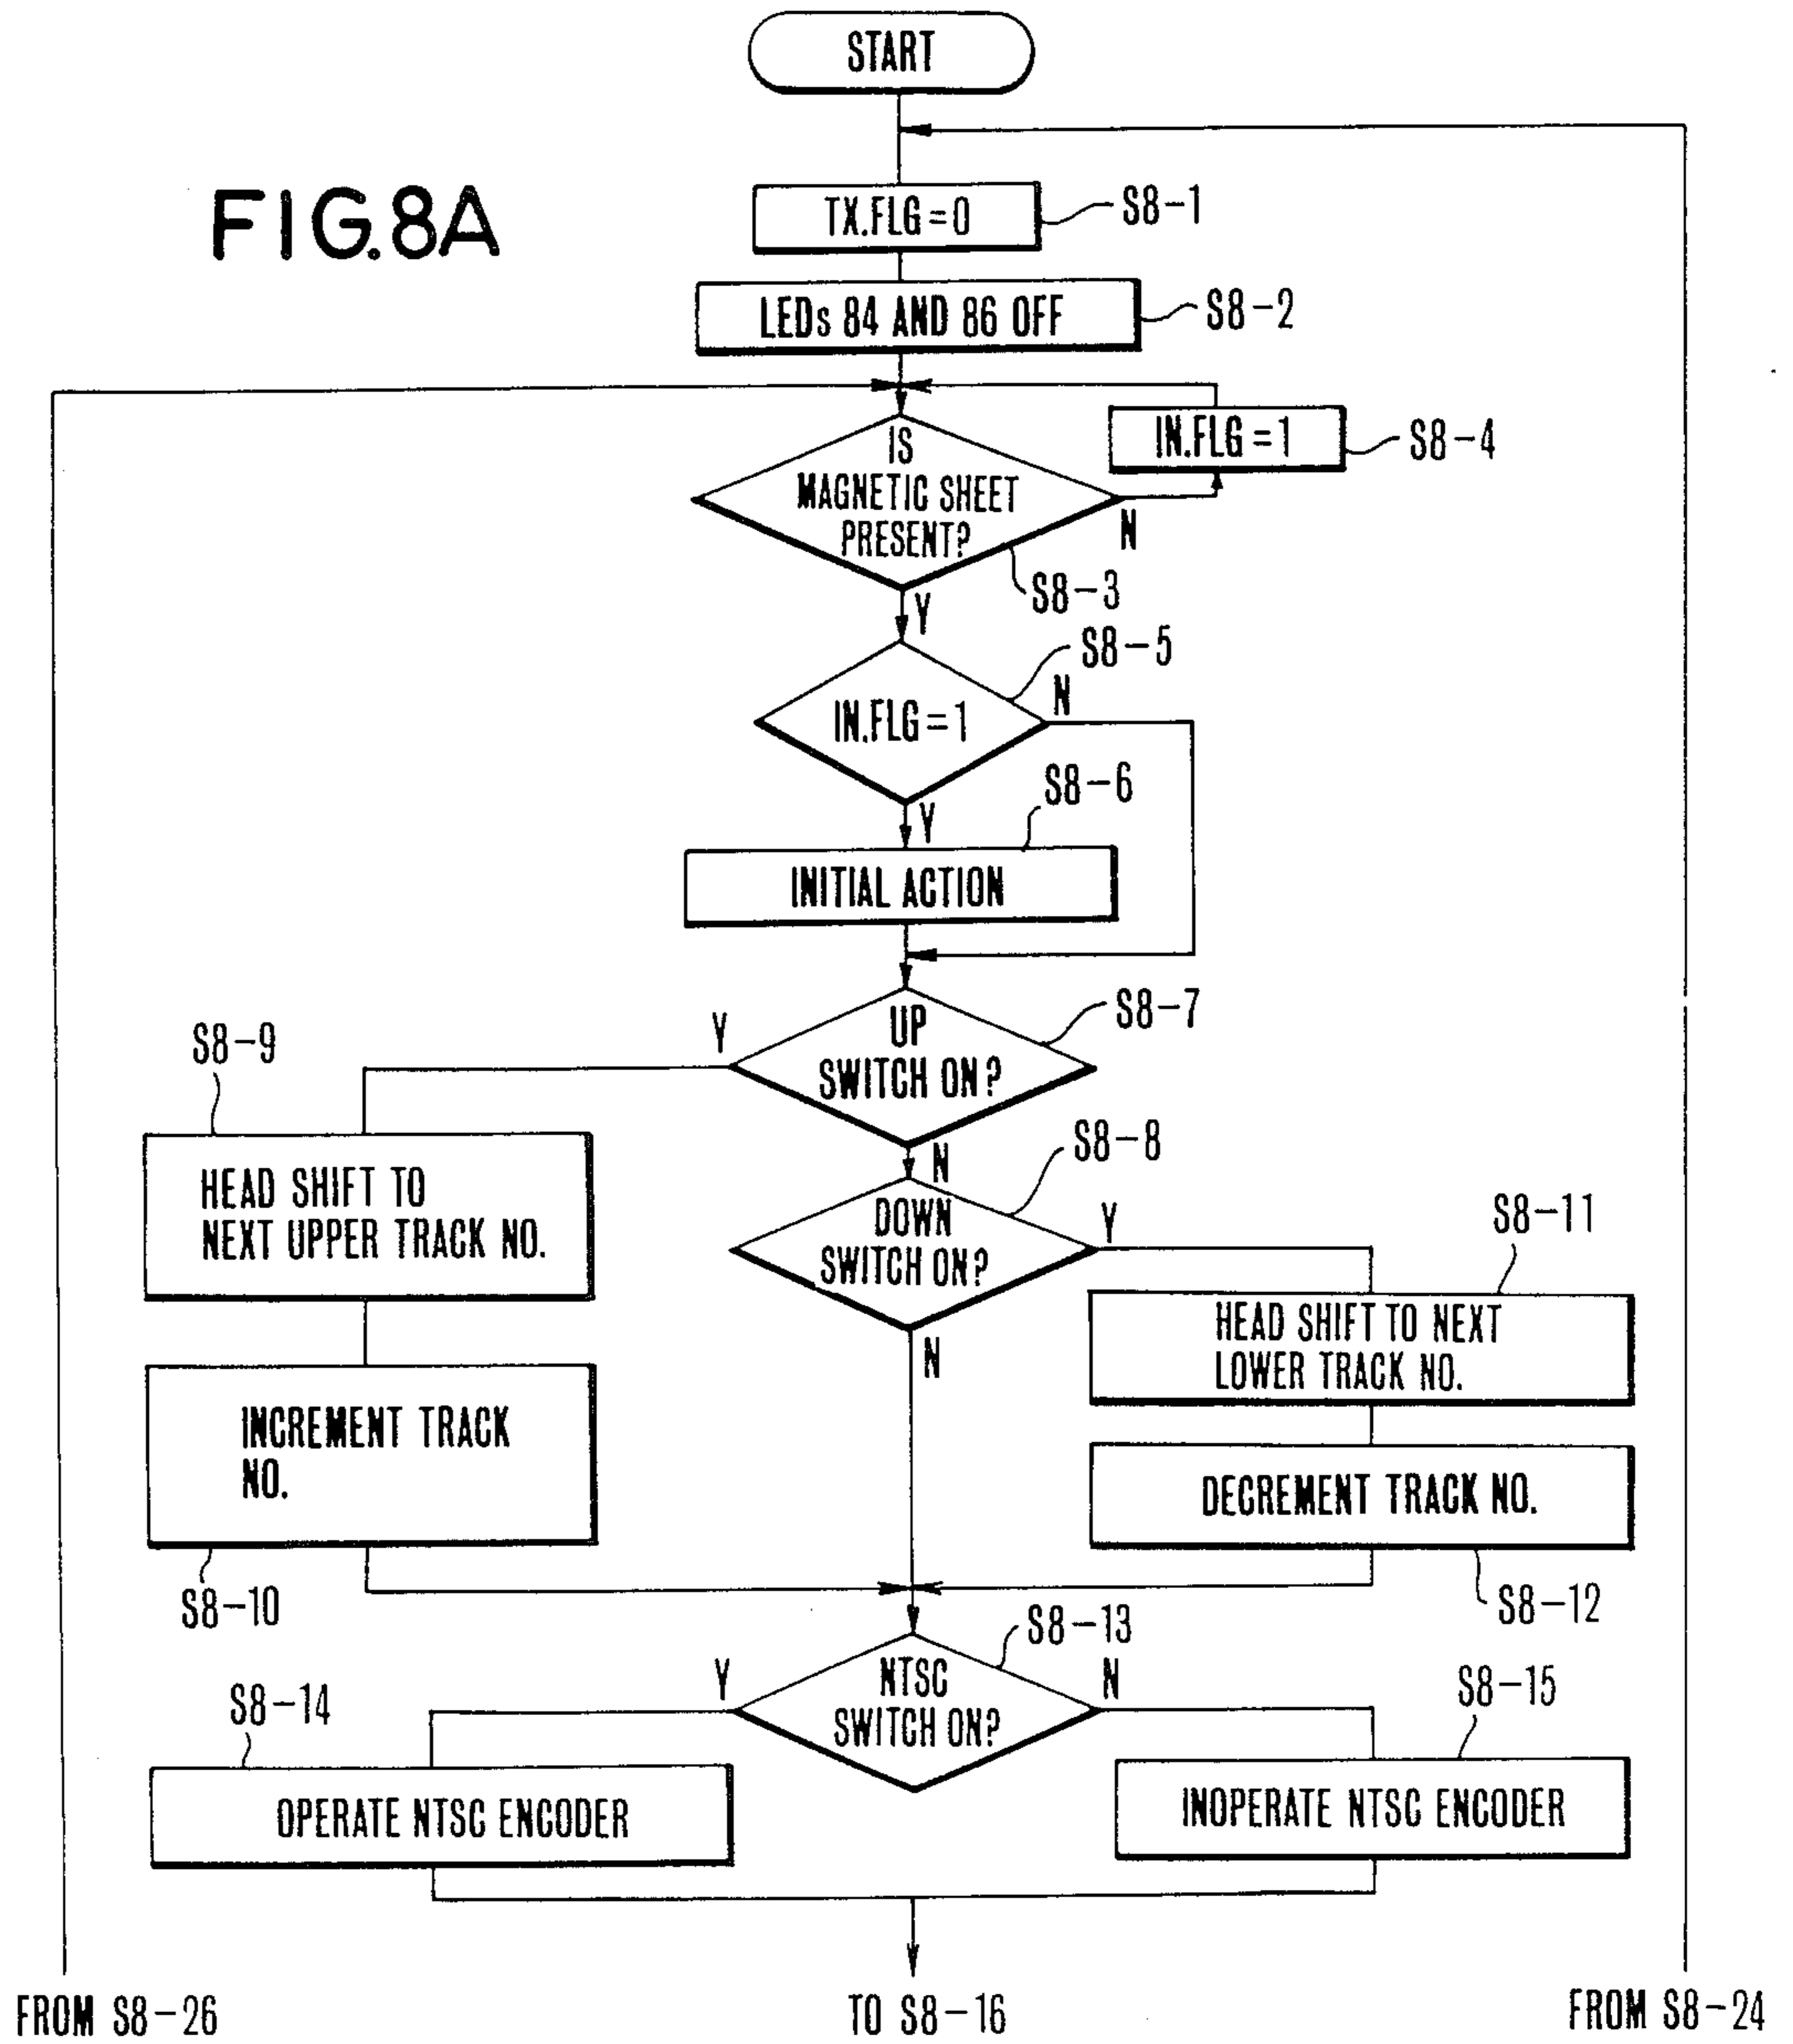 START
FIG.8A
TX.FLG=0
S8-1
LEDs 84 AND 86 OFF
S8-2
IN.FLG=1
S8-4
IS
MAGNETIC SHEET
PRESENT?
N
S8-3
Y
S8-5
IN.FLG=1
N
S8-6
Y
INITIAL ACTION
S8-7
UP
SWITCH ON?
Y
S8-9
N
S8-8
HEAD SHIFT TO
NEXT UPPER TRACK NO.
DOWN
SWITCH ON?
Y
S8-11
N
HEAD SHIFT TO NEXT
LOWER TRACK NO.
INCREMENT TRACK
NO.
DECREMENT TRACK NO.
S8-10
S8-12
S8-13
NTSC
SWITCH ON?
Y
N
S8-14
S8-15
OPERATE NTSC ENCODER
INOPERATE NTSC ENCODER
FROM S8-26
TO S8-16
FROM S8-24